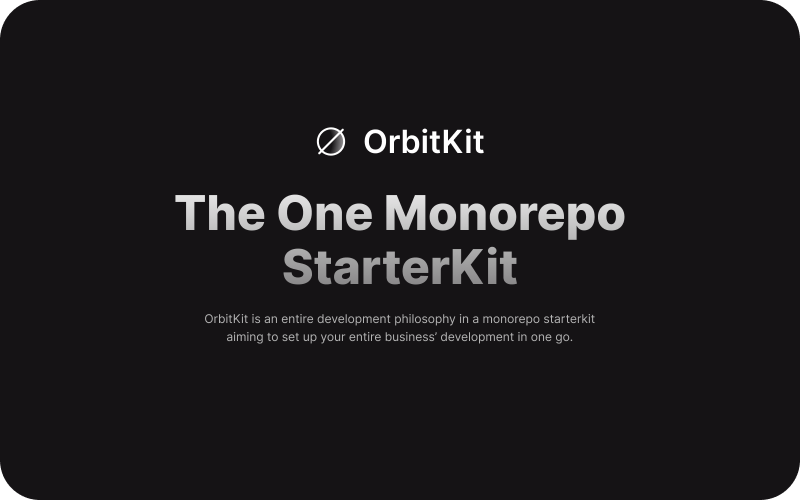 OrbitKit
The One Monorepo
StarterKit
OrbitKit is an entire development philosophy in a monorepo starterkit
aiming to set up your entire business’ development in one go.